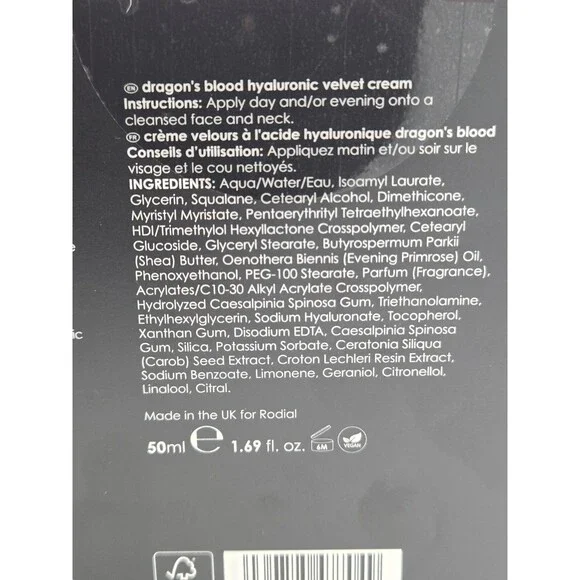 EN dragon's blood hyaluronic velvet cream
Instructions: Apply day and/or evening onto a
cleansed face and neck.
FR crème velours à l'acide hyaluronique dragon's blood
Conseils d'utilisation: Appliquez matin et/ou soir sur le
visage et le cou nettoyés.
INGREDIENTS: Aqua/Water/Eau, Isoamyl Laurate,
Glycerin, Squalane, Cetearyl Alcohol, Dimethicone,
Myristyl Myristate, Pentaerythrityl Tetraethylhexanoate,
HDI/Trimethylol Hexyllactone Crosspolymer, Cetearyl
Glucoside, Glyceryl Stearate, Butyrospermum Parkii
(Shea) Butter, Oenothera Biennis (Evening Primrose) Oil,
Phenoxyethanol, PEG-100 Stearate, Parfum (Fragrance),
Acrylates/C10-30 Alkyl Acrylate Crosspolymer,
Hydrolyzed Caesalpinia Spinosa Gum, Triethanolamine,
Ethylhexylglycerin, Sodium Hyaluronate, Tocopherol,
Xanthan Gum, Disodium EDTA, Caesalpinia Spinosa
Gum, Silica, Potassium Sorbate, Ceratonia Siliqua
(Carob) Seed Extract, Croton Lechleri Resin Extract,
Sodium Benzoate, Limonene, Geraniol, Citronellol,
Linalool, Citral.
Made in the UK for Rodial
50ml e 1.69 fl. oz. 6M VEGAN